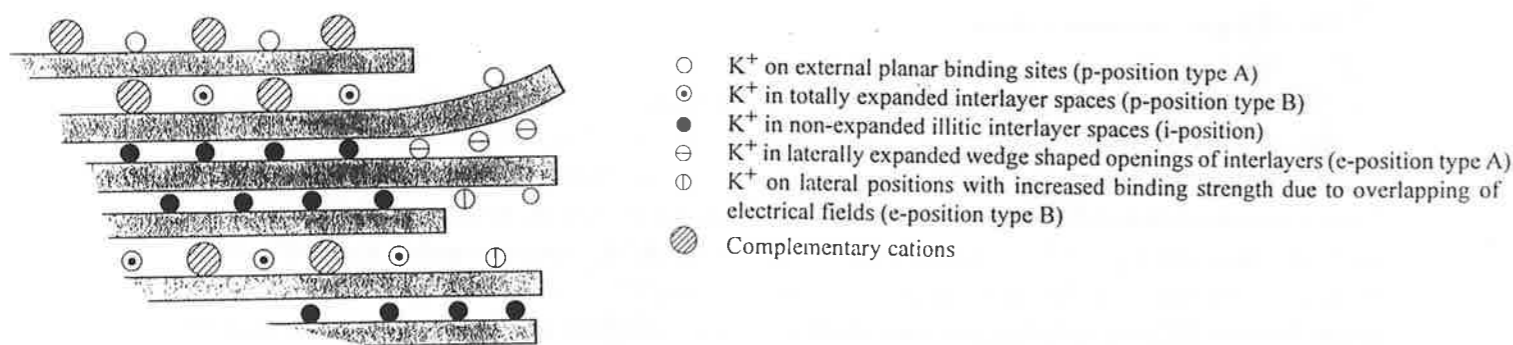 K⁺ on external planar binding sites (p-position type A)
K⁺ in totally expanded interlayer spaces (p-position type B)
K⁺ in non-expanded illitic interlayer spaces (i-position)
K⁺ in laterally expanded wedge shaped openings of interlayers (e-position type A)
K⁺ on lateral positions with increased binding strength due to overlapping of
electrical fields (e-position type B)
Complementary cations